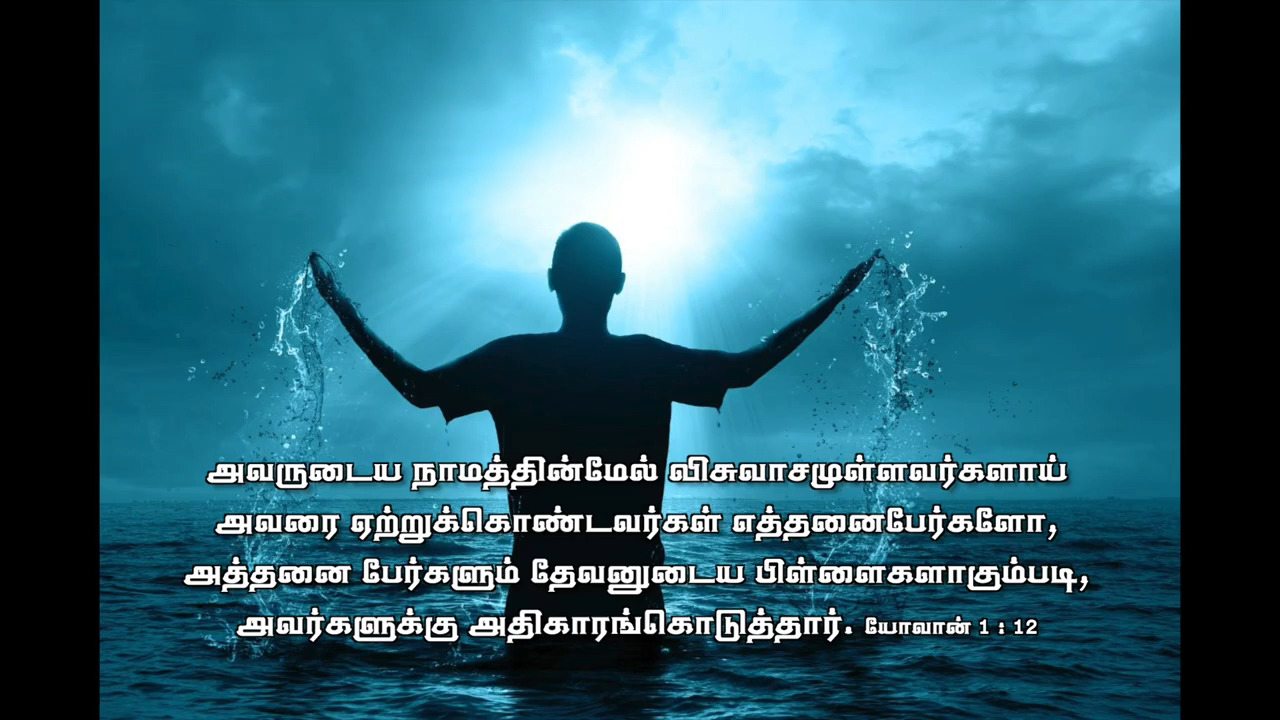 அவருடைய நாமத்தின்மேல் விசுவாசமுள்ளவர்களாய்
அவரை ஏற்றுக்கொண்டவர்கள் எத்தனைபேர்களோ,
அத்தனை பேர்களும் தேவனுடைய பிள்ளைகளாகும்படி,
அவர்களுக்கு அதிகாரங்கொடுத்தார். யோவான் 1 : 12